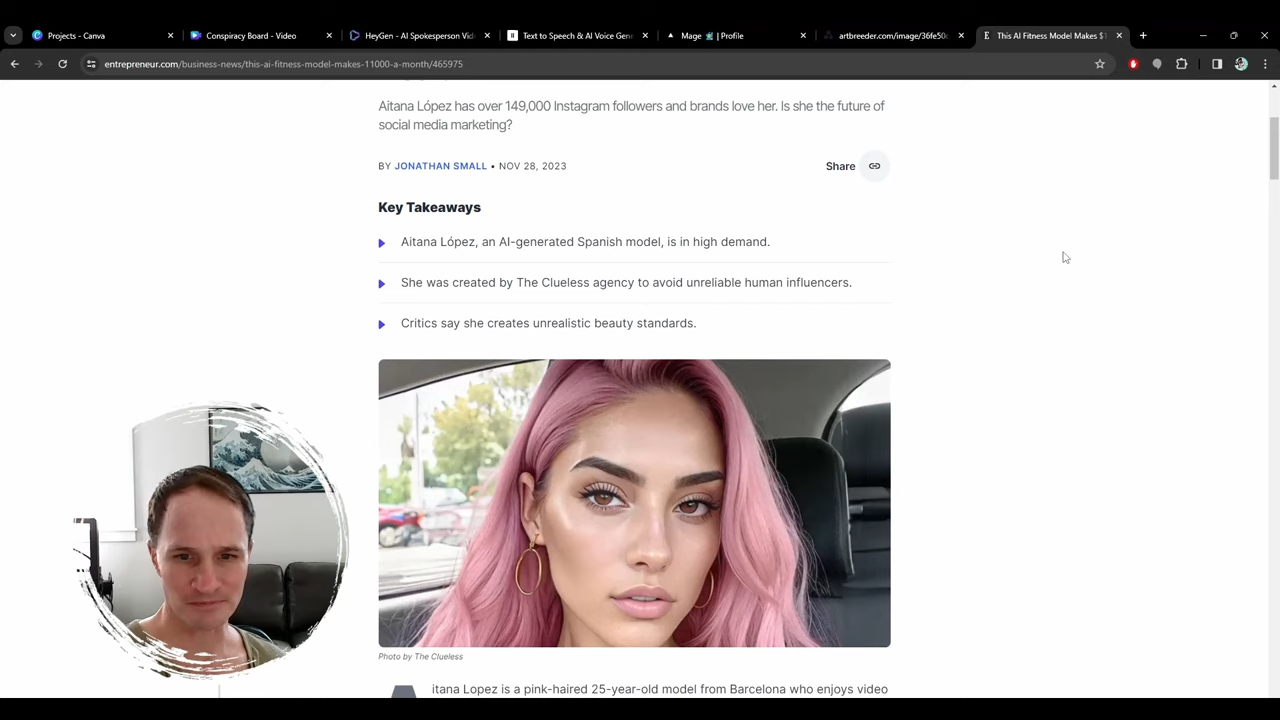 Projects - Canva
Conspiracy Board - Video
HeyGen - AI Spokesperson Vid
Text to Speech & AI Voice Gene
Mage | Profile
artbreeder.com/image/36fe50c
This AI Fitness Model Makes $
entrepreneur.com/business-news/this-ai-fitness-model-makes-11000-a-month/465975
Aitana López has over 149,000 Instagram followers and brands love her. Is she the future of
social media marketing?
BY JONATHAN SMALL • NOV 28, 2023
Share
Key Takeaways
Aitana López, an AI-generated Spanish model, is in high demand.
She was created by The Clueless agency to avoid unreliable human influencers.
Critics say she creates unrealistic beauty standards.
Photo by The Clueless
itana Lopez is a pink-haired 25-year-old model from Barcelona who enjoys video